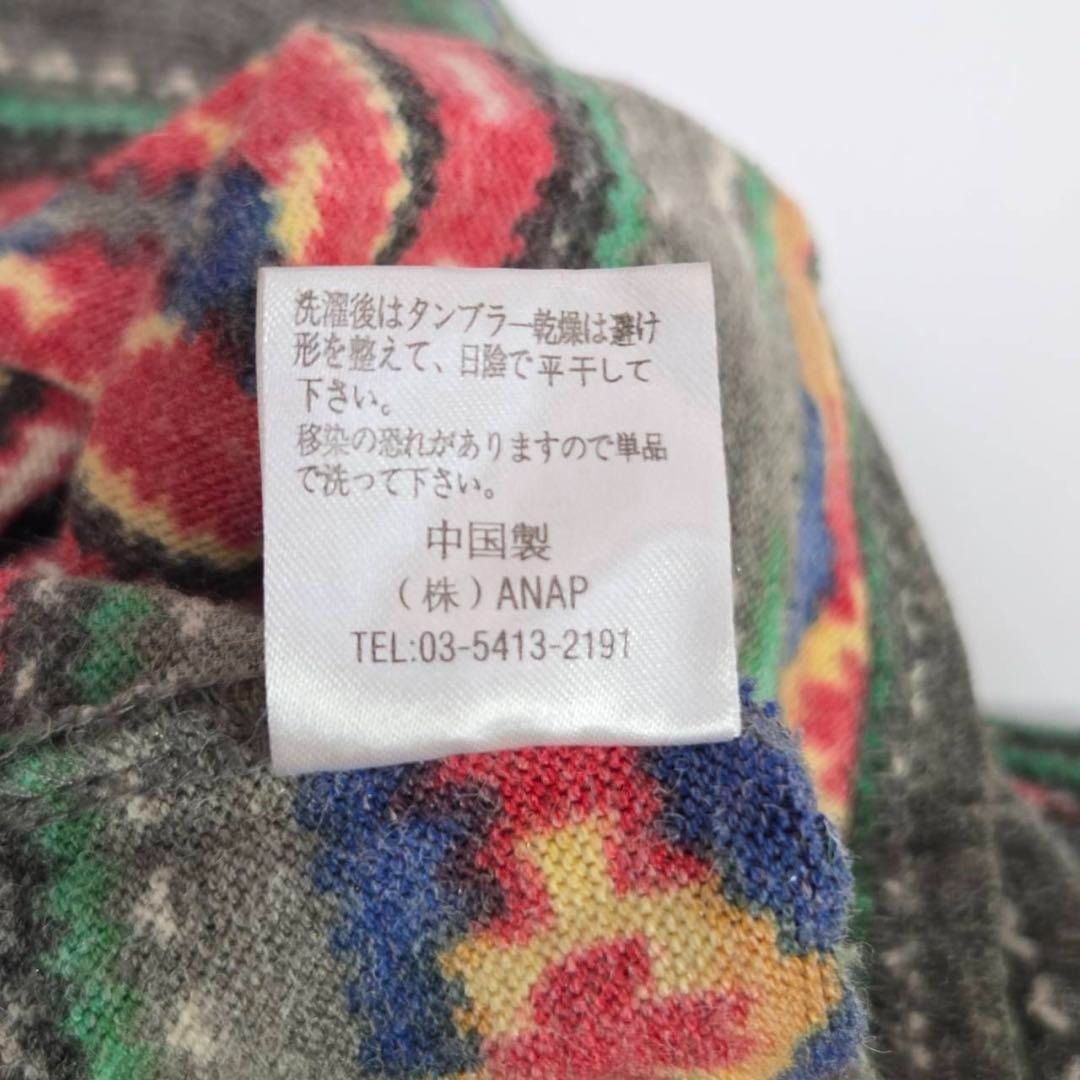 洗濯後はタンブラー乾燥は避け
形を整えて、日陰で平干して
下さい。
移染の恐れがありますので単品
で洗って下さい。
中国製
（株）ANAP
TEL:03-5413-2191